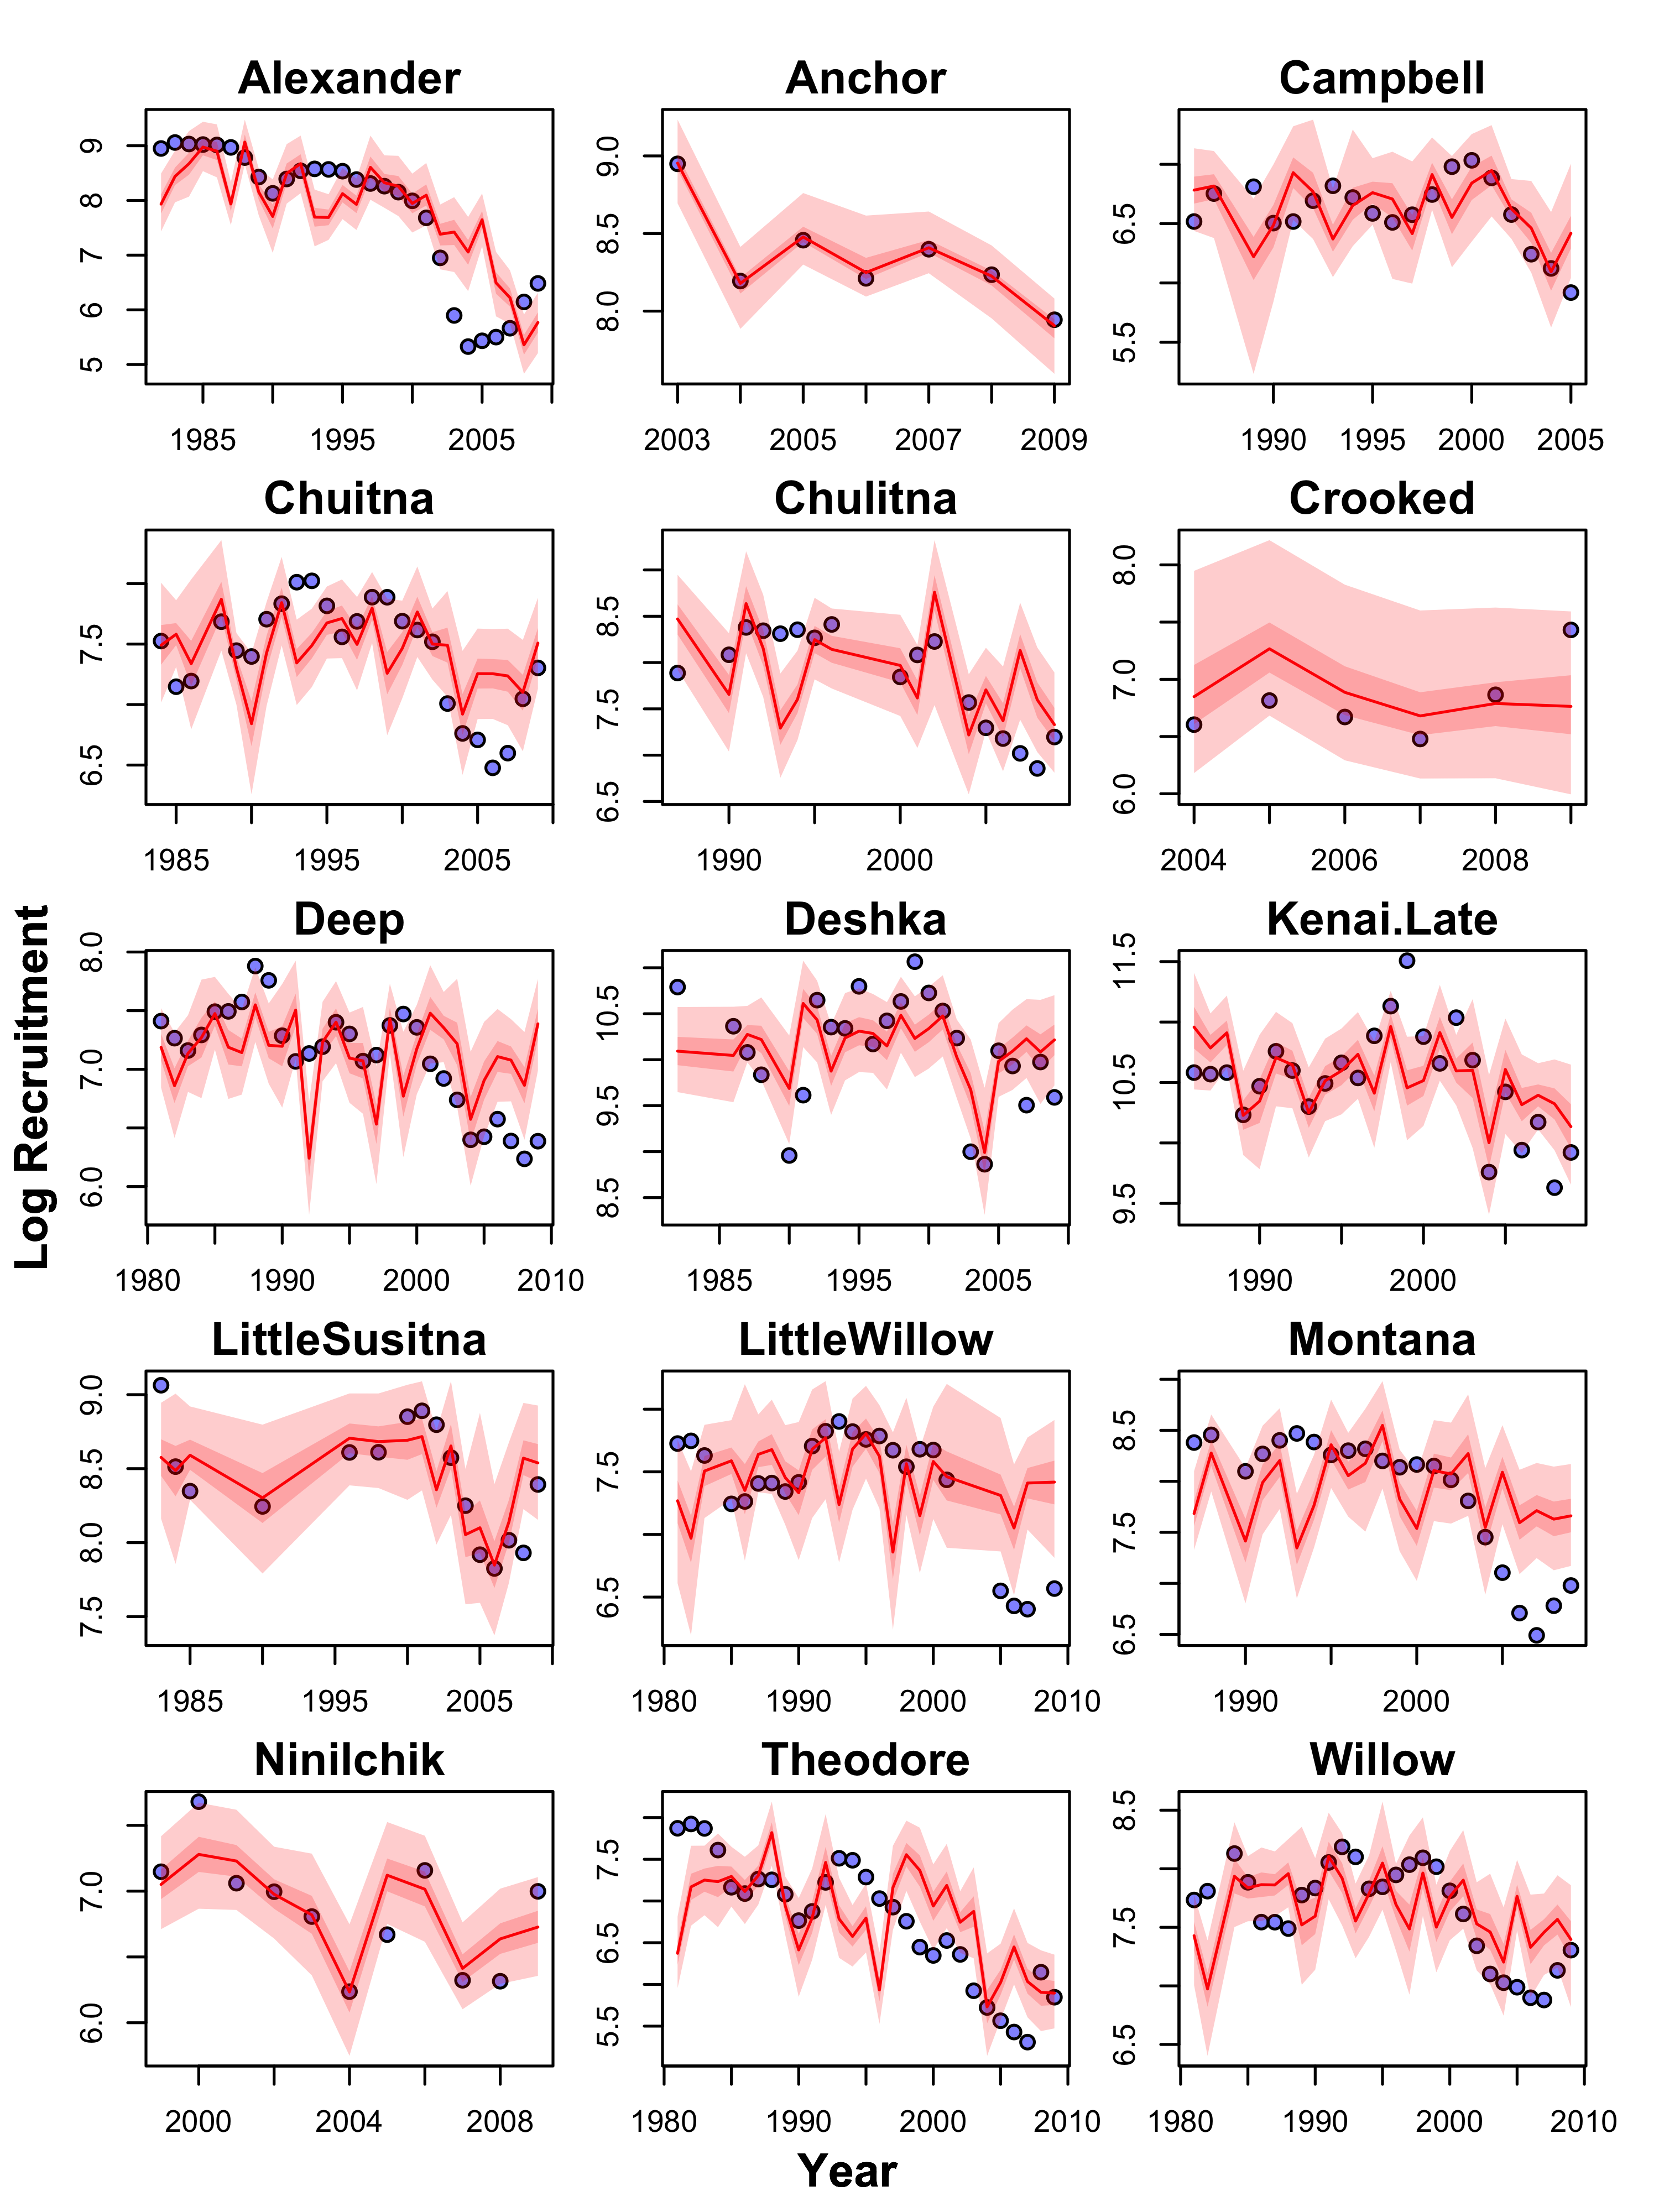 Alexander Anchor Campbell
9 8 7 6 5
9.0 8.5 8.0
6.5 5.5
1985 1995 2005
2003 2005 2007 2009
1990 1995 2000 2005
Chuitna Chulitna Crooked
7.5 6.5
8.5 7.5 6.5
8.0 7.0 6.0
1985 1995 2005
1990 2000
2004 2006 2008
Log Recruitment
Deep Deshka Kenai.Late
8.0 7.0 6.0
10.5 9.5 8.5
11.5 10.5 9.5
1980 1990 2000 2010
1985 1995 2005
1990 2000
LittleSusitna LittleWillow Montana
9.0 8.5 8.0 7.5
7.5 6.5
8.5 7.5 6.5
1985 1995 2005
1980 1990 2000 2010
1990 2000
Ninilchik Theodore Willow
7.0 6.0
7.5 6.5 5.5
8.5 7.5 6.5
2000 2004 2008
1980 1990 2000 2010
1980 1990 2000 2010
Year